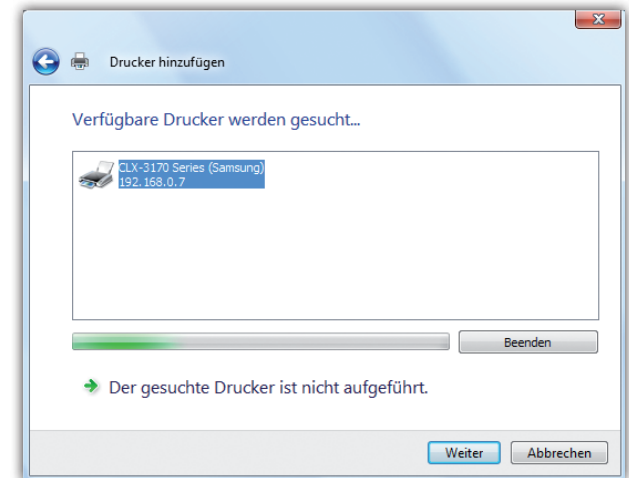 Drucker hinzufügen
Verfügbare Drucker werden gesucht...
CLX-3170 Series (Samsung)
192.168.0.7
Beenden
Der gesuchte Drucker ist nicht aufgeführt.
Weiter
Abbrechen